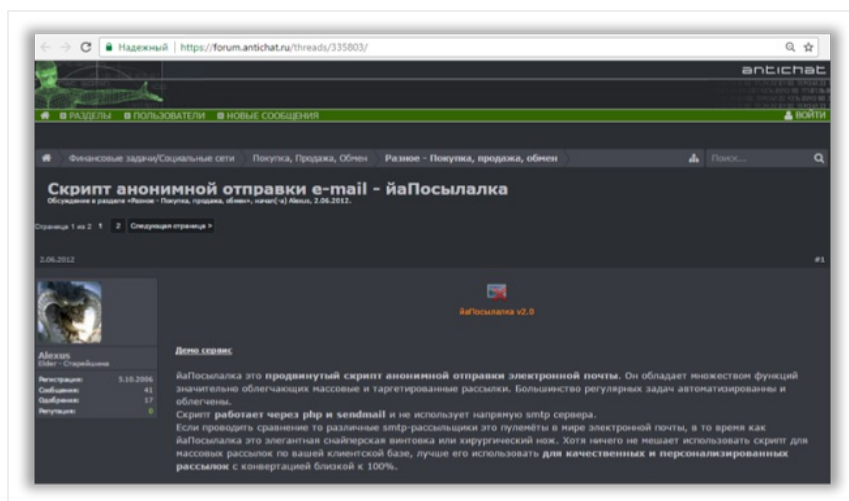 Надежный | https://forum.antichat.ru/threads/335803/
antichat
РАЗДЕЛЫ ПОЛЬЗОВАТЕЛИ НОВЫЕ СООБЩЕНИЯ ВОЙТИ
Финансовые задачи/Социальные сети Покупка, Продажа, Обмен Разное - Покупка, продажа, обмен Поиск...
Скрипт анонимной отправки e-mail - йаПосылалка
Обсуждение в разделе «Разное - Покупка, продажа, обмен», начал(-а) Alexus, 2.06.2012.
Страница 1 из 2 1 2 Следующая страница >
2.06.2012 #1
йаПосылалка v2.0
Демо сервис
Alexus
Elder - Старейшина
Регистрация: 5.10.2006
Сообщения: 41
Одобрения: 17
Репутация: 0
йаПосылалка это продвинутый скрипт анонимной отправки электронной почты. Он обладает множеством функций
значительно облегчающих массовые и таргетированные рассылки. Большинство регулярных задач автоматизированны и
облегчены.
Скрипт работает через php и sendmail и не использует напрямую smtp сервера.
Если проводить сравнение то различные smtp-рассыльщики это пулемёты в мире электронной почты, в то время как
йаПосылалка это элегантная снайперская винтовка или хирургический нож. Хотя ничего не мешает использовать скрипт для
массовых рассылок по вашей клиентской базе, лучше его использовать для качественных и персонализированных
рассылок с конвертацией близкой к 100%.